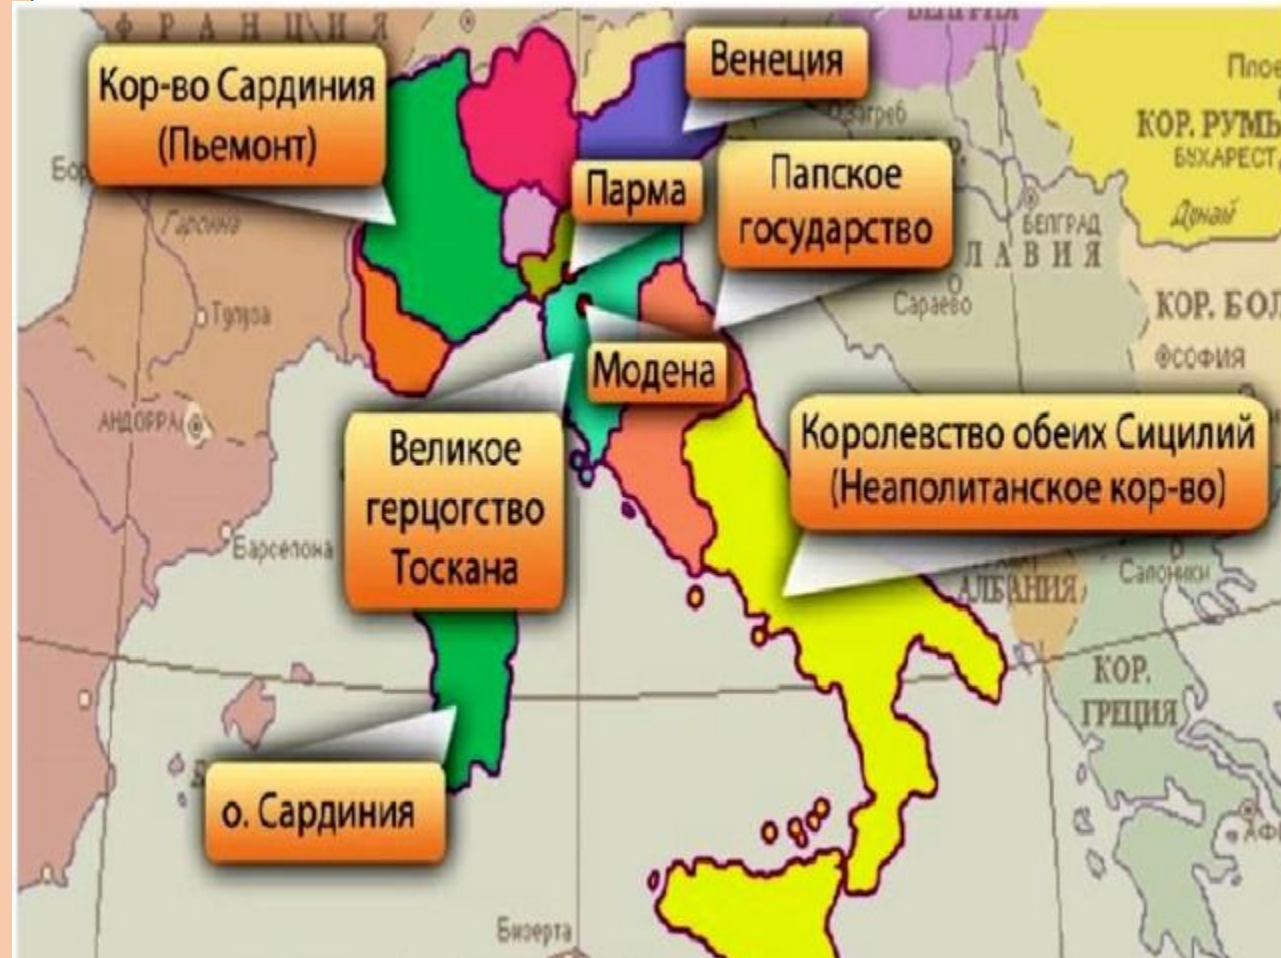 ФРАНЦИЯ
Кор-во Сардиния
(Пьемонт)
Венеция
Парма
Папское
государство
Модена
Великое
герцогство
Тоскана
Королевство обеих Сицилий
(Неаполитанское кор-во)
о. Сардиния
Гаронна
Тулуза
АНДОРРА
Барселона
Загреб
БЕЛГРАД
ЛАВИЯ
Сараево
КОР. РУМЫ
БУХАРЕСТ
Дунай
КОР. БОЛ
СОФИЯ
АЛБАНИЯ
Салоники
КОР.
ГРЕЦИЯ
Бизерта